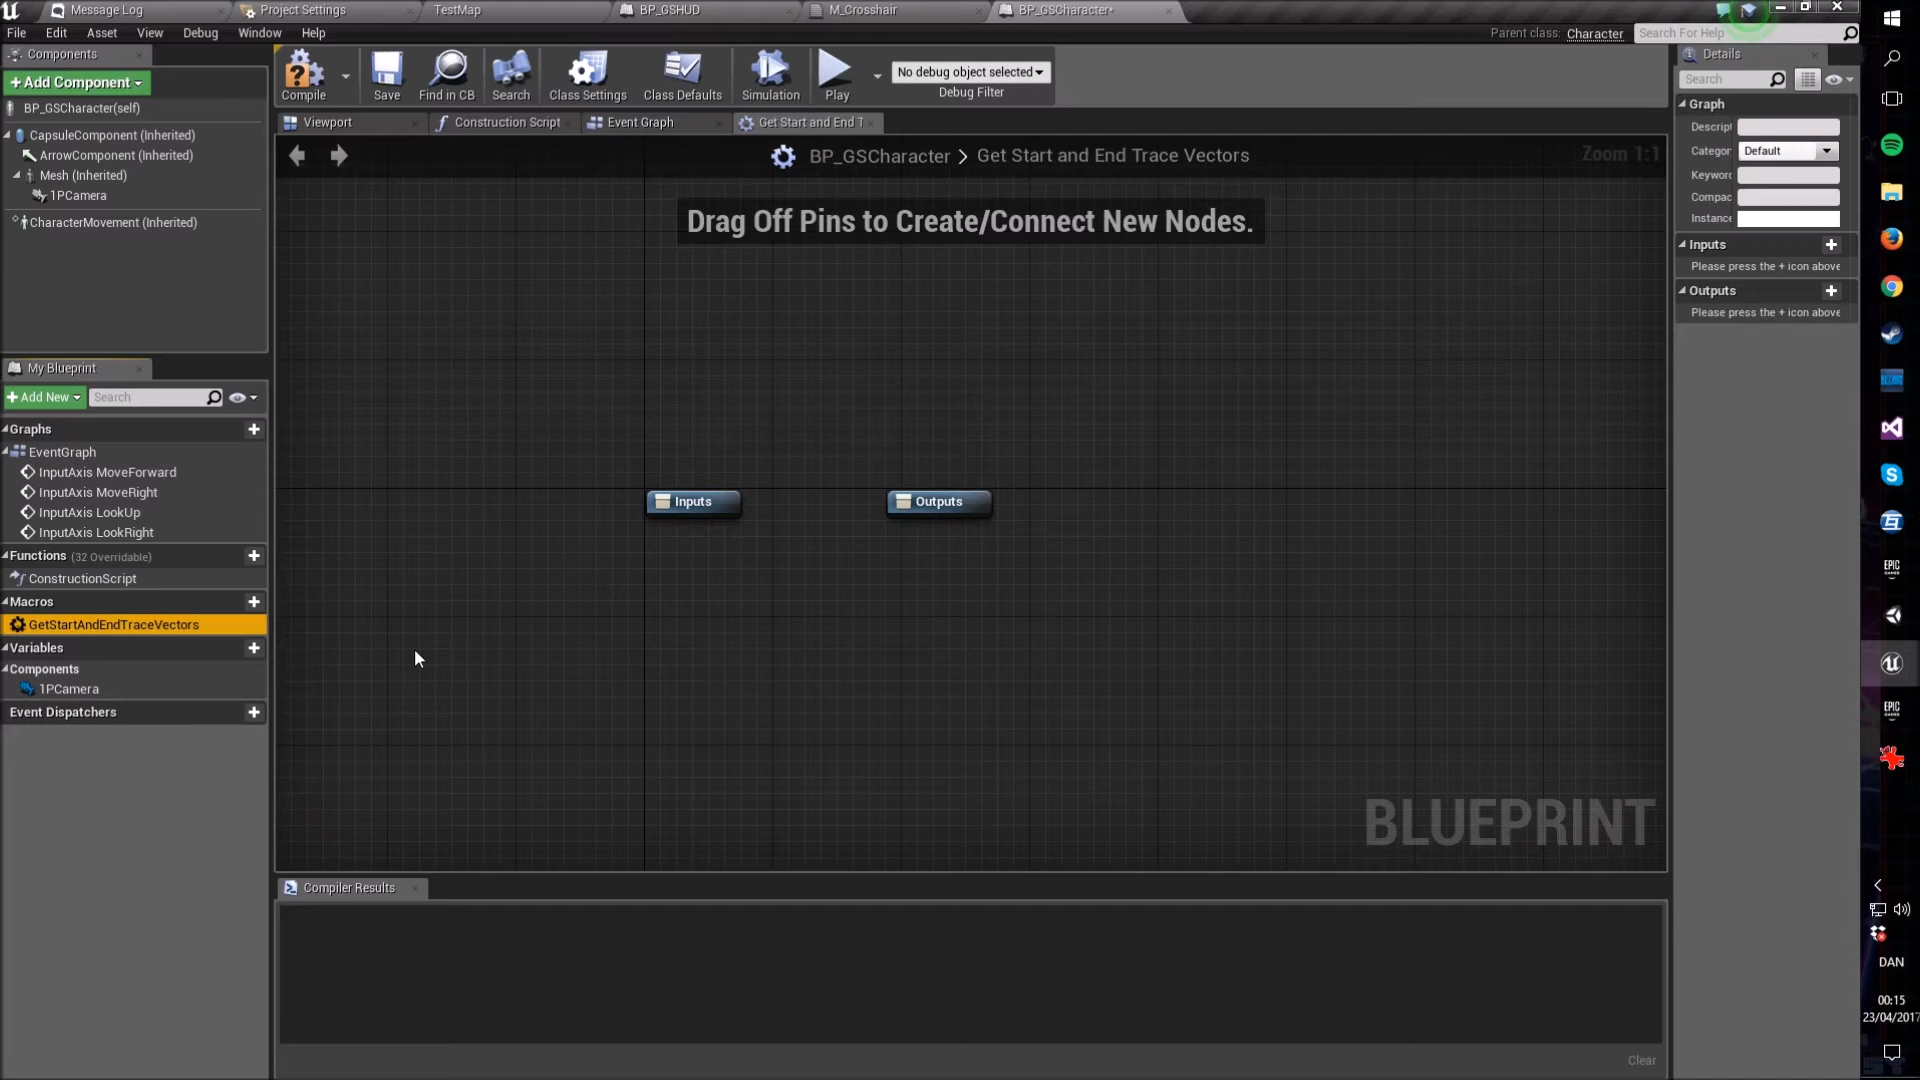 Message Log
Project Settings
TestMap
BP_GSHUD
M_Crosshair
BP_GSCharacter*
File Edit Asset View Debug Window Help
Parent class: Character
Search For Help
Components
+ Add Component
BP_GSCharacter(self)
CapsuleComponent (Inherited)
ArrowComponent (Inherited)
Mesh (Inherited)
1PCamera
CharacterMovement (Inherited)
Compile
Save
Find in CB
Search
Class Settings
Class Defaults
Simulation
Play
No debug object selected
Debug Filter
Viewport
Construction Script
Event Graph
Get Start and End T
BP_GSCharacter > Get Start and End Trace Vectors
Zoom 1:1
Drag Off Pins to Create/Connect New Nodes.
Inputs
Outputs
BLUEPRINT
My Blueprint
+ Add New
Search
Graphs
EventGraph
InputAxis MoveForward
InputAxis MoveRight
InputAxis LookUp
InputAxis LookRight
Functions (32 Overridable)
ConstructionScript
Macros
GetStartAndEndTraceVectors
Variables
Components
1PCamera
Event Dispatchers
Compiler Results
Clear
Details
Search
Graph
Descript
Categor Default
Keyword
Compac
Instance
Inputs
Please press the + icon above
Outputs
Please press the + icon above
EPIC
GAMES
EPIC
GAMES
DAN
00:15
23/04/2017